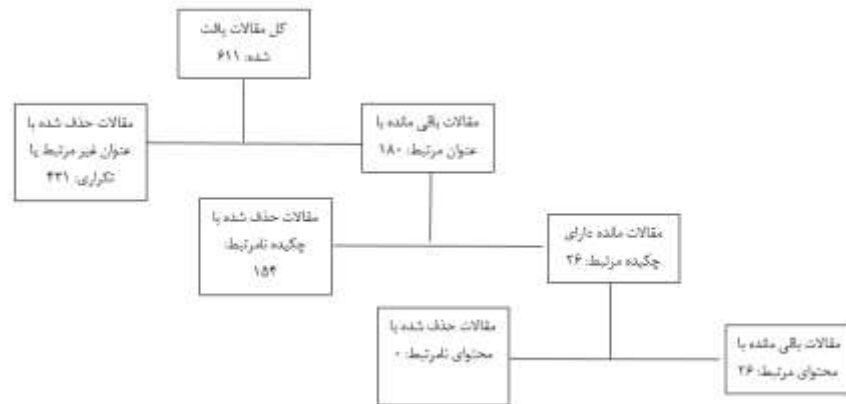 کل مقالات یافت
شده: ۶۱۱
مقالات حذف شده با
عنوان غیر مرتبط یا
تکراری: ۴۳۱
مقالات باقی مانده با
عنوان مرتبط: ۱۸۰
مقالات حذف شده با
چکیده نامرتبط:
۱۵۴
مقالات مانده دارای
چکیده مرتبط: ۲۶
مقالات حذف شده با
محتوای نامرتبط: ۰
مقالات باقی مانده با
محتوای مرتبط: ۲۶